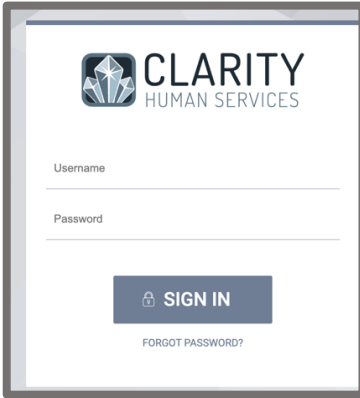 CLARITY
HUMAN SERVICES
Username
Password
SIGN IN
FORGOT PASSWORD?